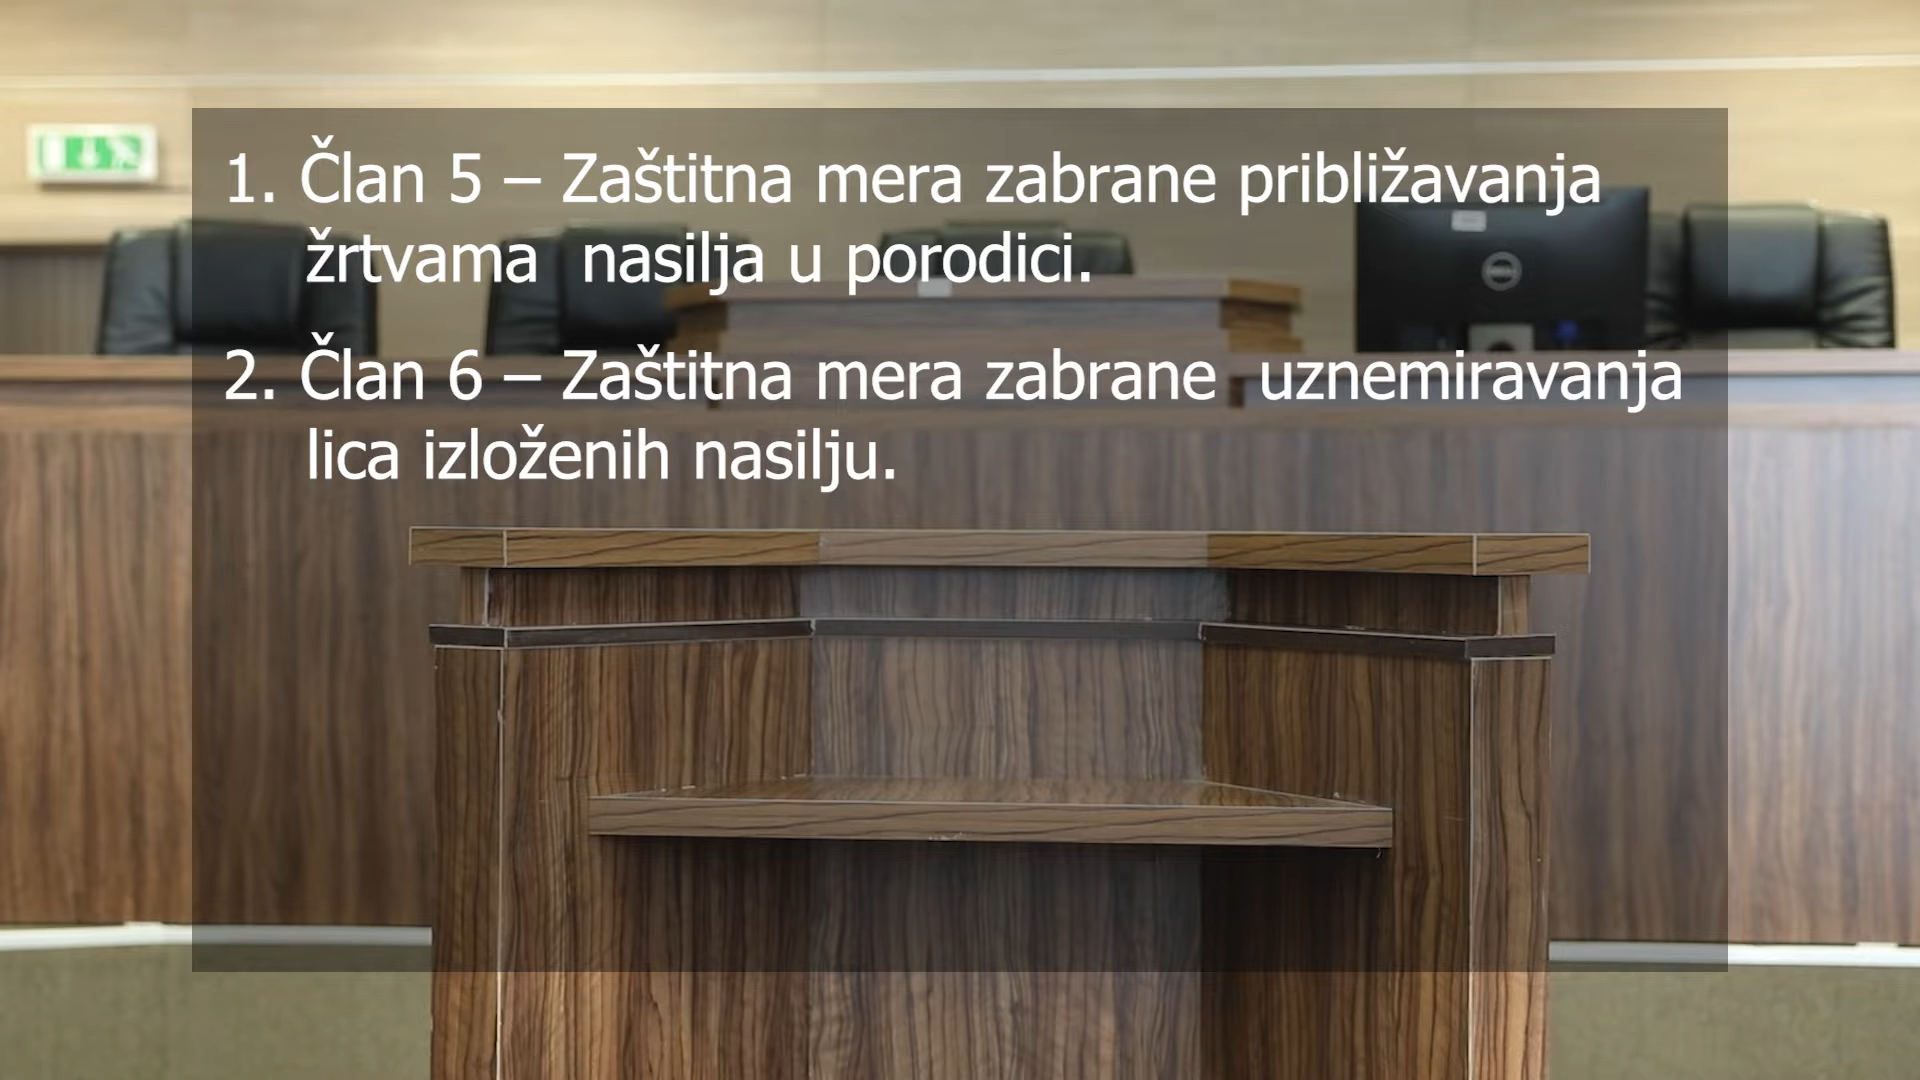 1. Član 5 – Zaštitna mera zabrane približavanja
žrtvama  nasilja u porodici.
2. Član 6 – Zaštitna mera zabrane  uznemiravanja
lica izloženih nasilju.